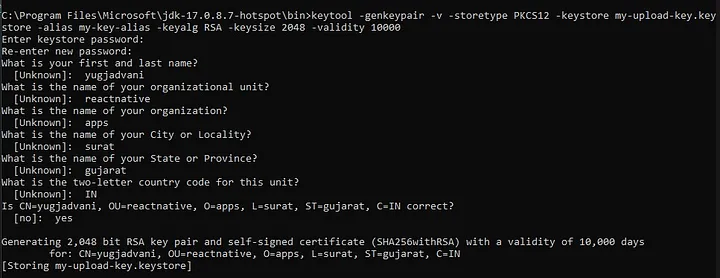 C:\Program Files\Microsoft\jdk-17.0.8.7-hotspot\bin>keytool -genkeypair -v -storetype PKCS12 -keystore my-upload-key.key
store -alias my-key-alias -keyalg RSA -keysize 2048 -validity 10000
Enter keystore password:
Re-enter new password:
What is your first and last name?
  [Unknown]:  yugjadvani
What is the name of your organizational unit?
  [Unknown]:  reactnative
What is the name of your organization?
  [Unknown]:  apps
What is the name of your City or Locality?
  [Unknown]:  surat
What is the name of your State or Province?
  [Unknown]:  gujarat
What is the two-letter country code for this unit?
  [Unknown]:  IN
Is CN=yugjadvani, OU=reactnative, O=apps, L=surat, ST=gujarat, C=IN correct?
  [no]:  yes

Generating 2,048 bit RSA key pair and self-signed certificate (SHA256withRSA) with a validity of 10,000 days
        for: CN=yugjadvani, OU=reactnative, O=apps, L=surat, ST=gujarat, C=IN
[Storing my-upload-key.keystore]